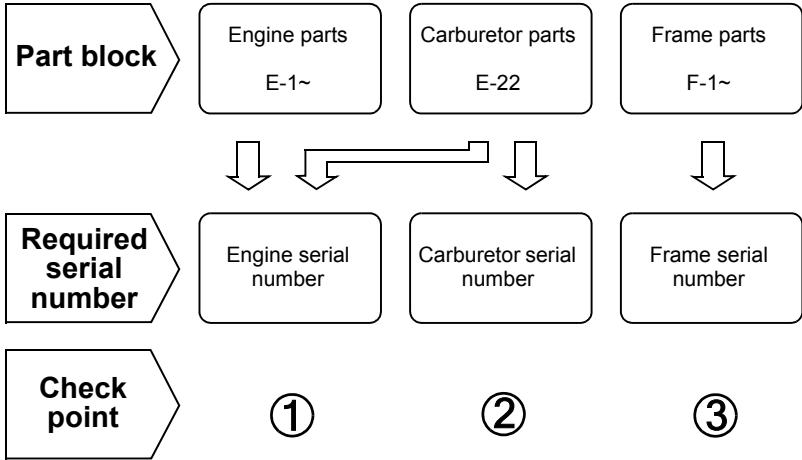 Part block
Engine parts
E-1~
Carburetor parts
E-22
Frame parts
F-1~
Required
serial
number
Engine serial
number
Carburetor serial
number
Frame serial
number
Check
point
①
②
③